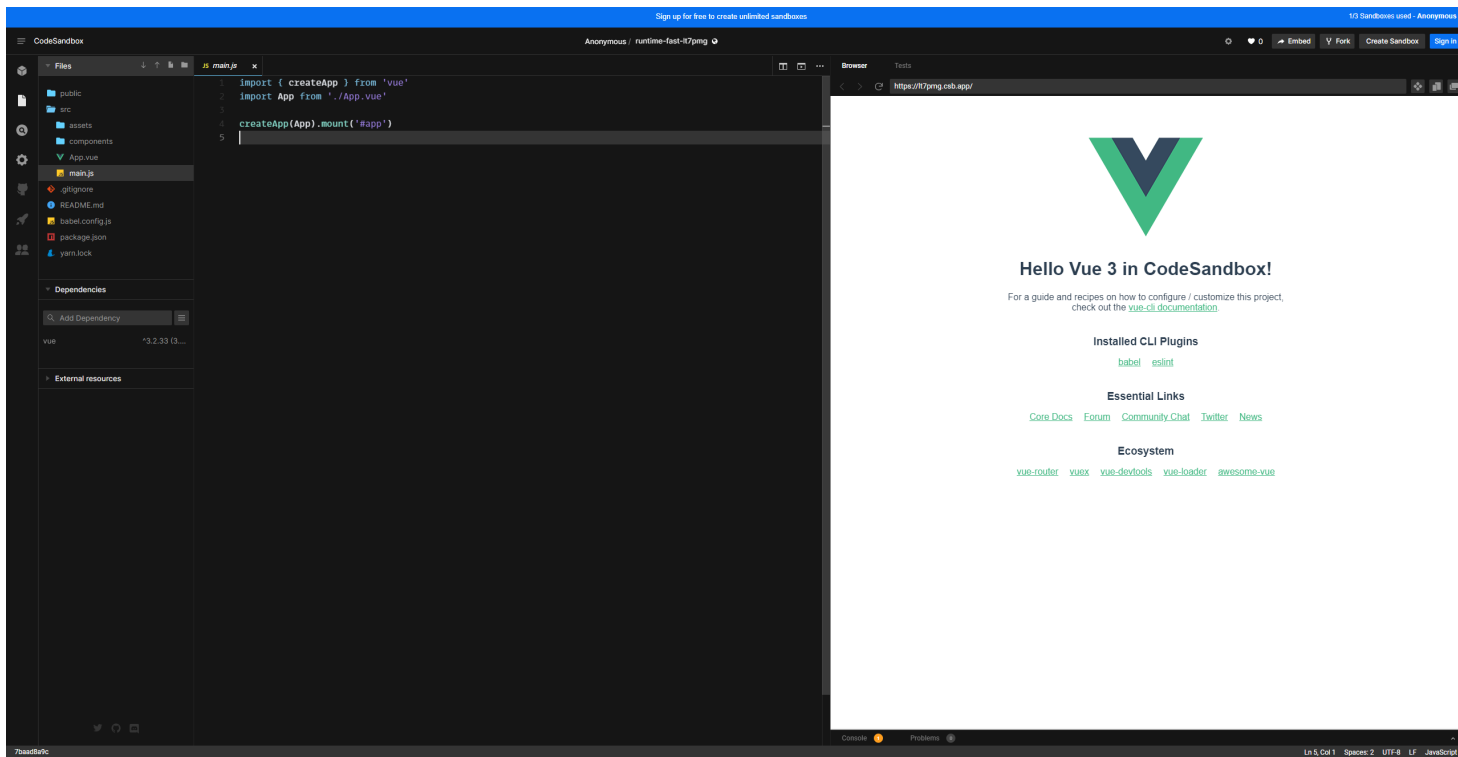 Sign up for free to create unlimited sandboxes
1/3 Sandboxes used - Anonymous
CodeSandbox
Anonymous / runtime-fast-lt7pmg
0
Embed
Fork
Create Sandbox
Sign in
Files
public
src
assets
components
App.vue
main.js
.gitignore
README.md
babel.config.js
package.json
yarn.lock
Dependencies
Add Dependency
vue ^3.2.33 (3....
External resources
JS main.js x
1 import { createApp } from 'vue'
2 import App from './App.vue'
3
4 createApp(App).mount('#app')
5
Browser Tests
https://lt7pmg.csb.app/
Hello Vue 3 in CodeSandbox!
For a guide and recipes on how to configure / customize this project,
check out the vue-cli documentation.
Installed CLI Plugins
babel eslint
Essential Links
Core Docs Forum Community Chat Twitter News
Ecosystem
vue-router vuex vue-devtools vue-loader awesome-vue
Console Problems
7baad8a9c
Ln 5, Col 1 Spaces: 2 UTF-8 LF JavaScript